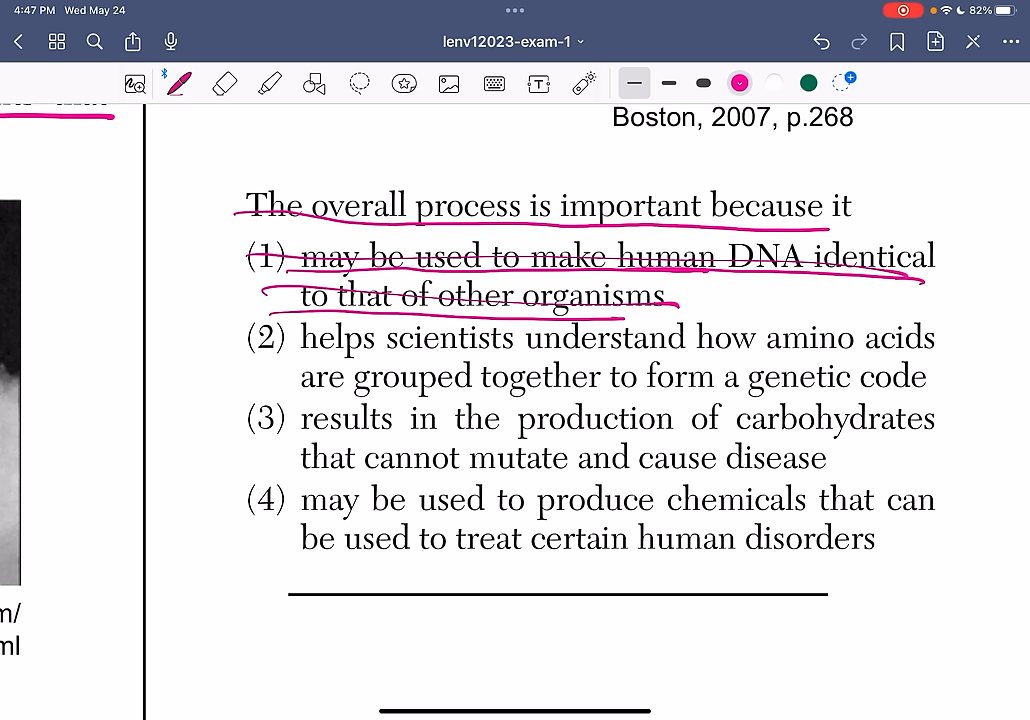 4:47 PM Wed May 24
82%
lenv12023-exam-1
Boston, 2007, p.268
The overall process is important because it
(1) may be used to make human DNA identical
to that of other organisms
(2) helps scientists understand how amino acids
are grouped together to form a genetic code
(3) results in the production of carbohydrates
that cannot mutate and cause disease
(4) may be used to produce chemicals that can
be used to treat certain human disorders
m/
ml